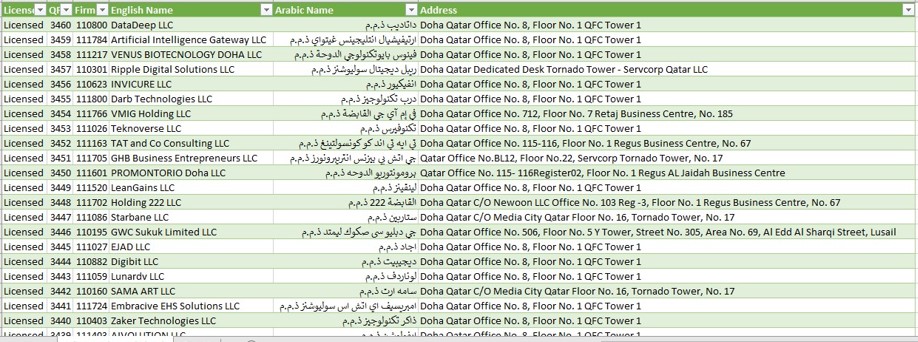 License QF Firm English Name Arabic Name Address
Licensed 3460 110800 DataDeep LLC داتاديب ذ.م.م Doha Qatar Office No. 8, Floor No. 1 QFC Tower 1
Licensed 3459 111784 Artificial Intelligence Gateway LLC ارتيفيشيال انتليجينس غيتواي ذ.م.م Doha Qatar Office No. 8, Floor No. 1 QFC Tower 1
Licensed 3458 111217 VENUS BIOTECNOLOGY DOHA LLC فينوس بايوتكنولوجي الدوحة ذ.م.م Doha Qatar Office No. 8, Floor No. 1 QFC Tower 1
Licensed 3457 110301 Ripple Digital Solutions LLC ريبل ديجيتال سوليوشنز ذ.م.م Doha Qatar Dedicated Desk Tornado Tower - Servcorp Qatar LLC
Licensed 3456 110623 INVICURE LLC انفيكيور ذ.م.م Doha Qatar Office No. 8, Floor No. 1 QFC Tower 1
Licensed 3455 111800 Darb Technologies LLC درب تكنولوجيز ذ.م.م Doha Qatar Office No. 8, Floor No. 1 QFC Tower 1
Licensed 3454 111766 VMIG Holding LLC في إم آي جي القابضة ذ.م.م Doha Qatar Office No. 712, Floor No. 7 Retaj Business Centre, No. 185
Licensed 3453 111026 Teknoverse LLC تكنوفيرس ذ.م.م Doha Qatar Office No. 8, Floor No. 1 QFC Tower 1
Licensed 3452 111163 TAT and Co Consulting LLC تي ايه تي اند كو كونسولتينغ ذ.م.م Doha Qatar Office No. 115-116, Floor No. 1 Regus Business Centre, No. 67
Licensed 3451 111705 GHB Business Entrepreneurs LLC جي اتش بي بيزنس انتربرونورز ذ.م.م Qatar Office No.BL12, Floor No.22, Servcorp Tornado Tower, No. 17
Licensed 3450 111601 PROMONTORIO Doha LLC برومونتوريو الدوحه ذ.م.م Qatar Office No. 115- 116Register02, Floor No. 1 Regus AL Jaidah Business Centre
Licensed 3449 111520 LeanGains LLC لينغينز ذ.م.م Doha Qatar Office No. 8, Floor No. 1 QFC Tower 1
Licensed 3448 111702 Holding 222 LLC القابضة 222 ذ.م.م Doha Qatar C/O Newoon LLC Office No. 103 Reg -3, Floor No. 1 Regus Business Centre, No. 67
Licensed 3447 111086 Starbane LLC ستاربين ذ.م.م Doha Qatar C/O Media City Qatar Floor No. 16, Tornado Tower, No. 17
Licensed 3446 110195 GWC Sukuk Limited LLC جي دبليو سي صكوك ليمتد ذ.م.م Doha Qatar Office No. 506, Floor No. 5 Y Tower, Street No. 305, Area No. 69, Al Edd Al Sharqi Street, Lusail
Licensed 3445 111027 EJAD LLC اجاد ذ.م.م Doha Qatar Office No. 8, Floor No. 1 QFC Tower 1
Licensed 3444 110882 Digibit LLC ديجيبيت ذ.م.م Doha Qatar Office No. 8, Floor No. 1 QFC Tower 1
Licensed 3443 111059 Lunardv LLC لوناردف ذ.م.م Doha Qatar Office No. 8, Floor No. 1 QFC Tower 1
Licensed 3442 110160 SAMA ART LLC سامه ارت ذ.م.م Doha Qatar C/O Media City Qatar Floor No. 16, Tornado Tower, No. 17
Licensed 3441 111724 Embracive EHS Solutions LLC امبريسيف اي اتش اس سوليوشنز ذ.م.م Doha Qatar Office No. 8, Floor No. 1 QFC Tower 1
Licensed 3440 110403 Zaker Technologies LLC ذاكر تكنولوجيز ذ.م.م Doha Qatar Office No. 8, Floor No. 1 QFC Tower 1